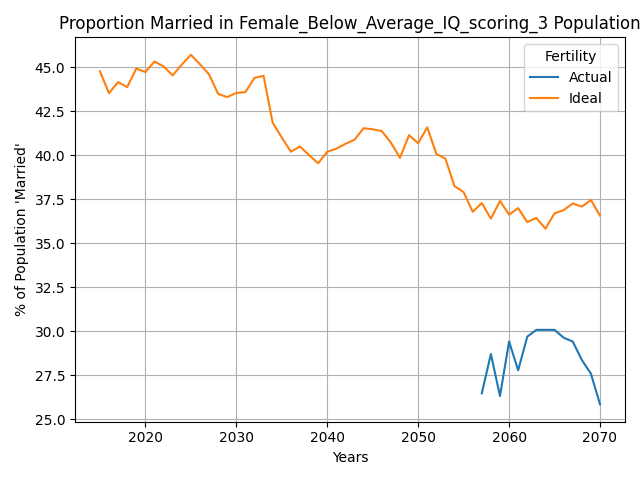 Proportion Married in Female_Below_Average_IQ_scoring_3 Population
Fertility
Actual
Ideal
% of Population 'Married'
45.0
42.5
40.0
37.5
35.0
32.5
30.0
27.5
25.0
2020 2030 2040 2050 2060 2070
Years